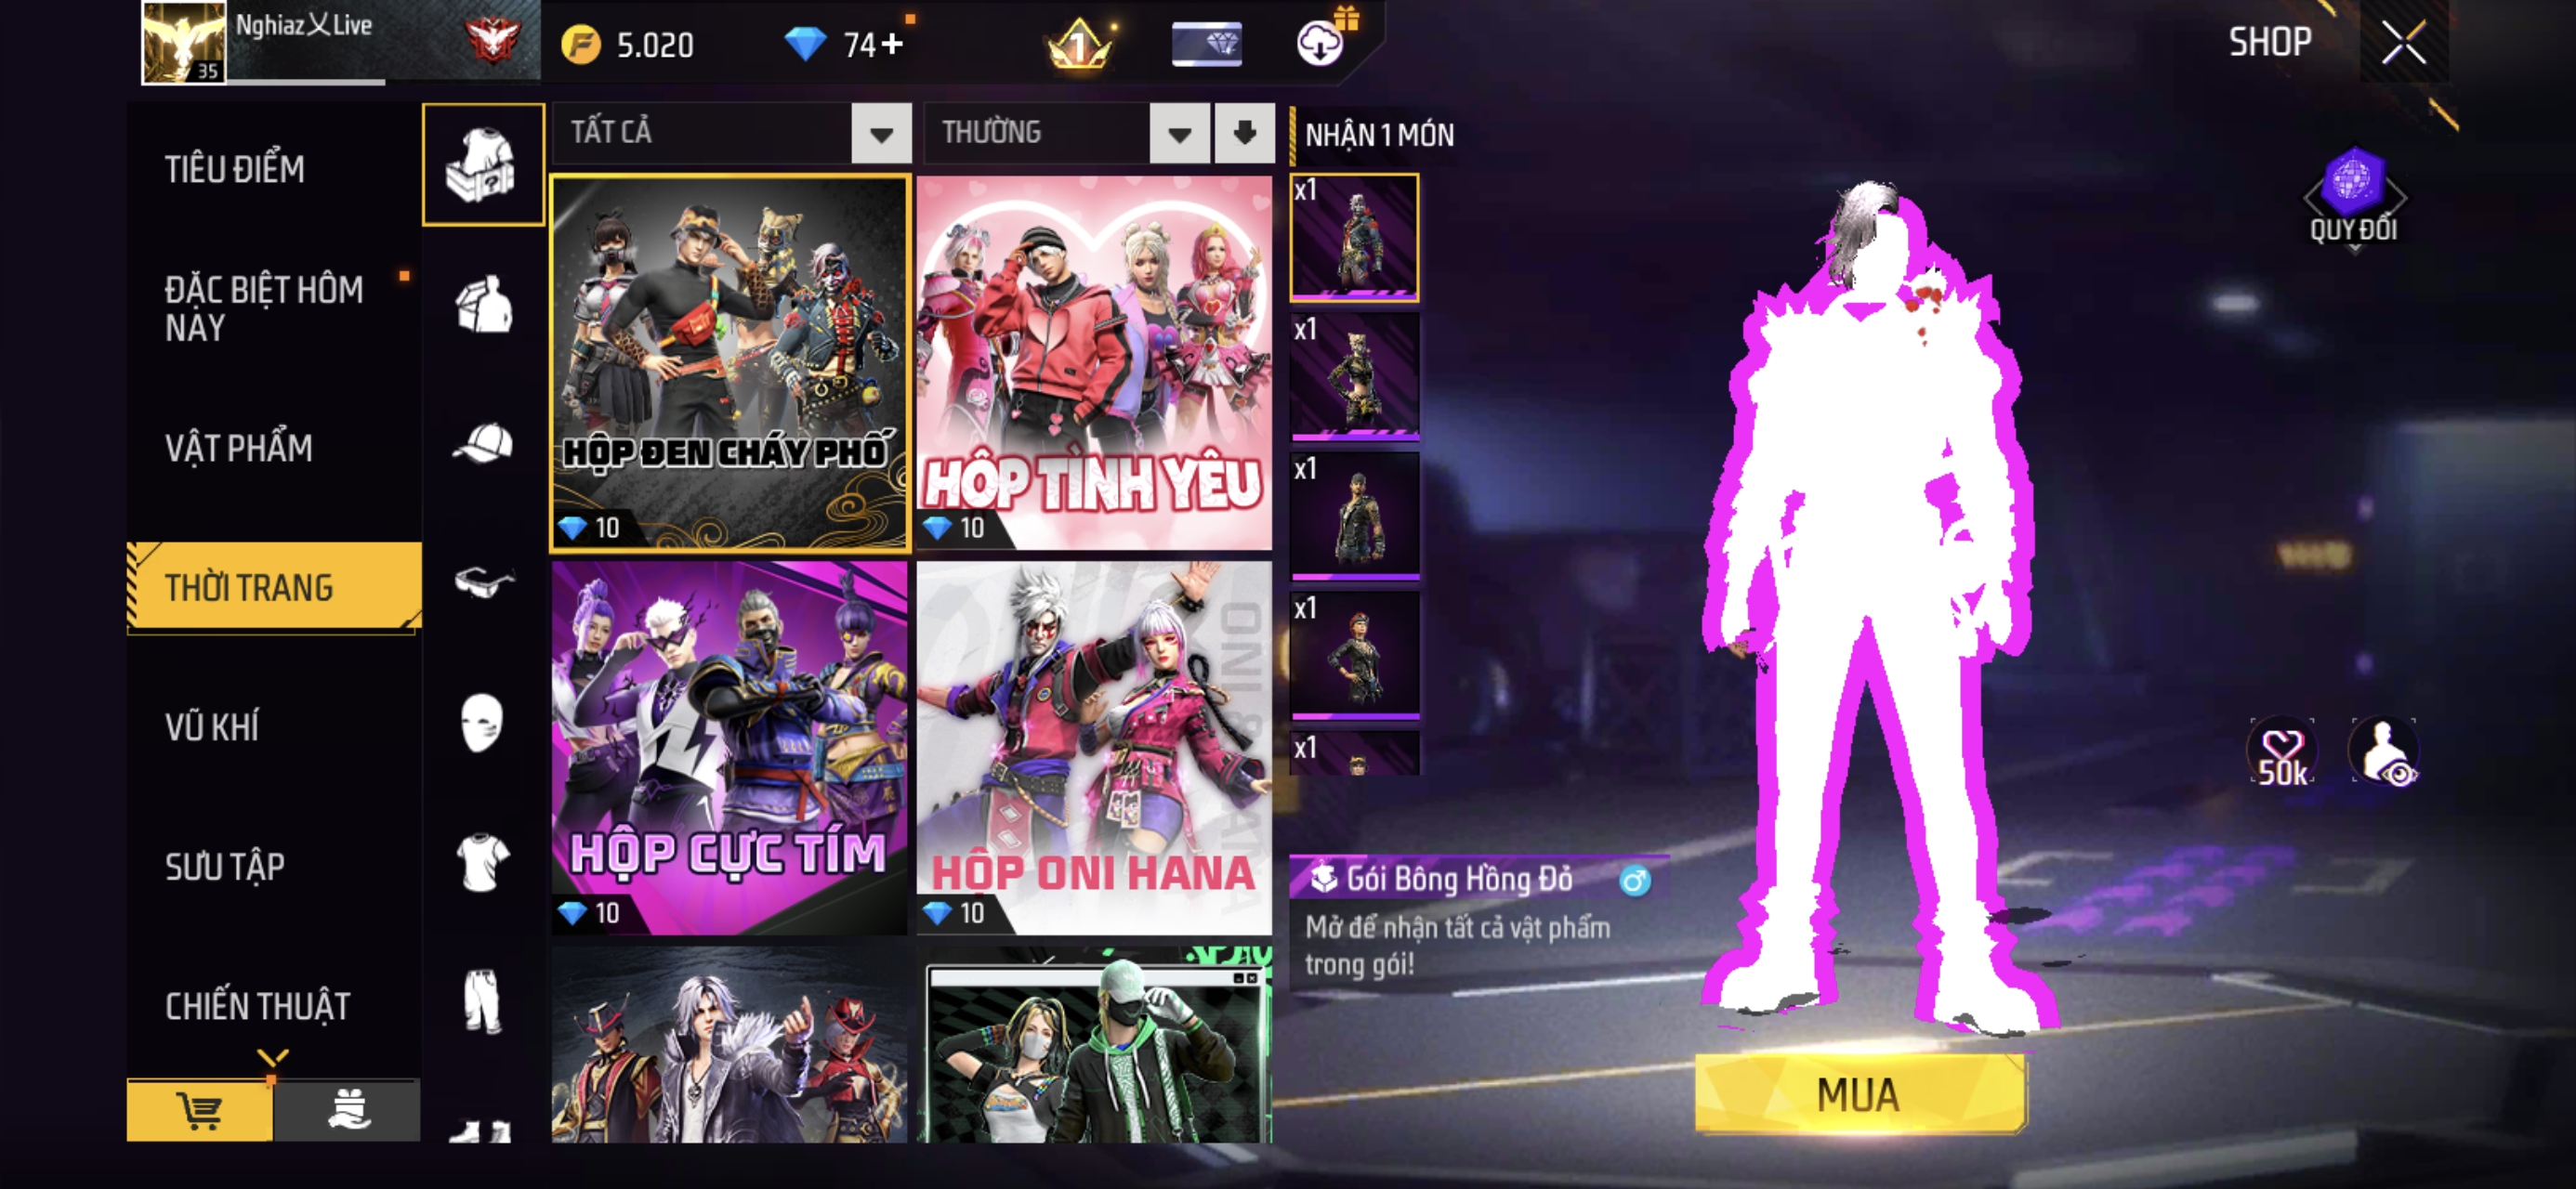 Nghiaz乂Live
35
5.020
74+
1
SHOP
TIÊU ĐIỂM
ĐẶC BIỆT HÔM
NAY
VẬT PHẨM
THỜI TRANG
VŨ KHÍ
SƯU TẬP
CHIẾN THUẬT
TẤT CẢ
THƯỜNG
HỘP ĐEN CHÁY PHỐ
10
HÔP TÌNH YÊU
10
HỘP CỰC TÍM
10
ONI
HỘP ONI HANA
10
NHẬN 1 MÓN
x1
x1
x1
x1
x1
Gói Bông Hồng Đỏ
Mở để nhận tất cả vật phẩm
trong gói!
QUY ĐỔI
50k
MUA